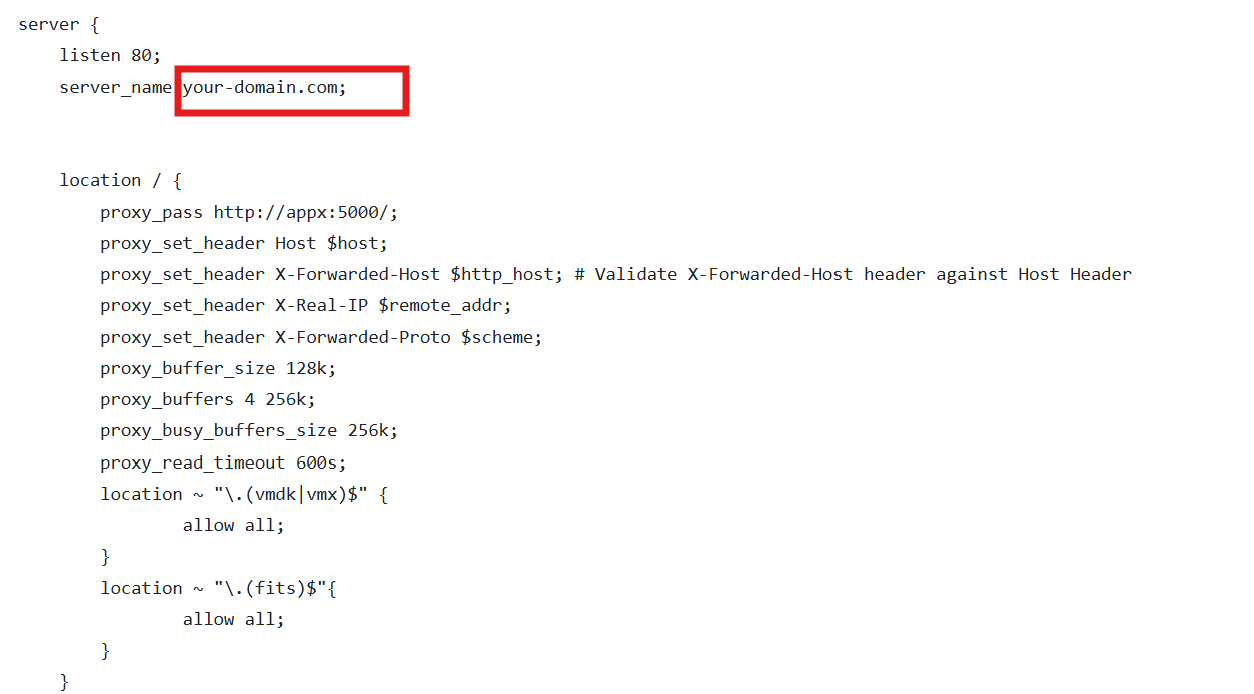 server {
listen 80;
server_name your-domain.com;
location / {
proxy_pass http://appx:5000/;
proxy_set_header Host $host;
proxy_set_header X-Forwarded-Host $http_host; # Validate X-Forwarded-Host header against Host Header
proxy_set_header X-Real-IP $remote_addr;
proxy_set_header X-Forwarded-Proto $scheme;
proxy_buffer_size 128k;
proxy_buffers 4 256k;
proxy_busy_buffers_size 256k;
proxy_read_timeout 600s;
location ~ "\.(vmdk|vmx)$" {
allow all;
}
location ~ "\.(fits)$"{
allow all;
}
}